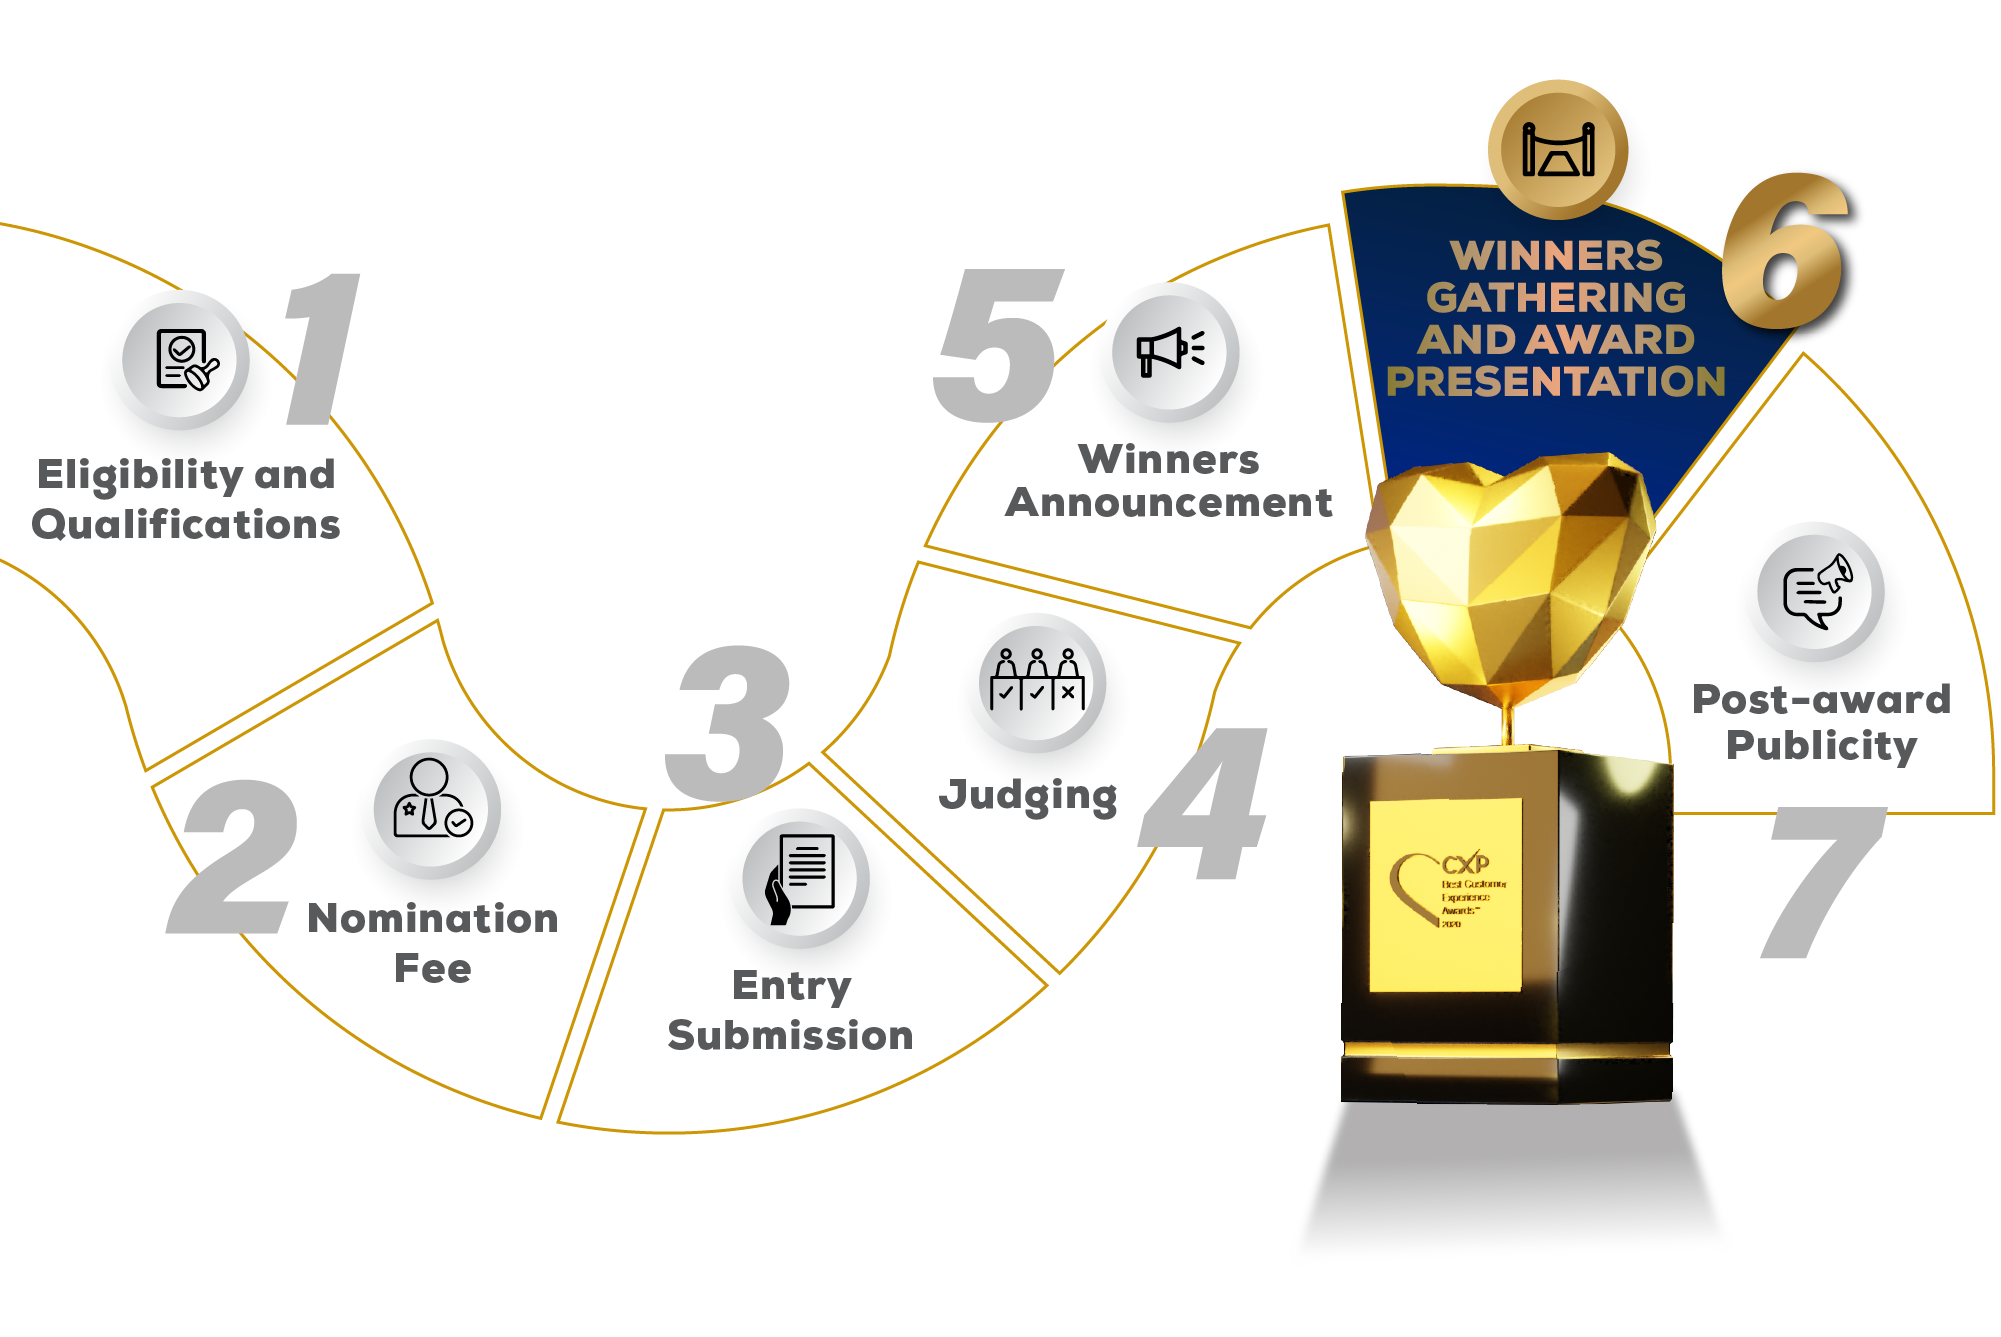 1
Eligibility and
Qualifications
2
Nomination
Fee
3
Entry
Submission
4
Judging
5
Winners
Announcement
6
WINNERS
GATHERING
AND AWARD
PRESENTATION
7
Post-award
Publicity
CXP
Best Customer
Experience
Awards™
2020